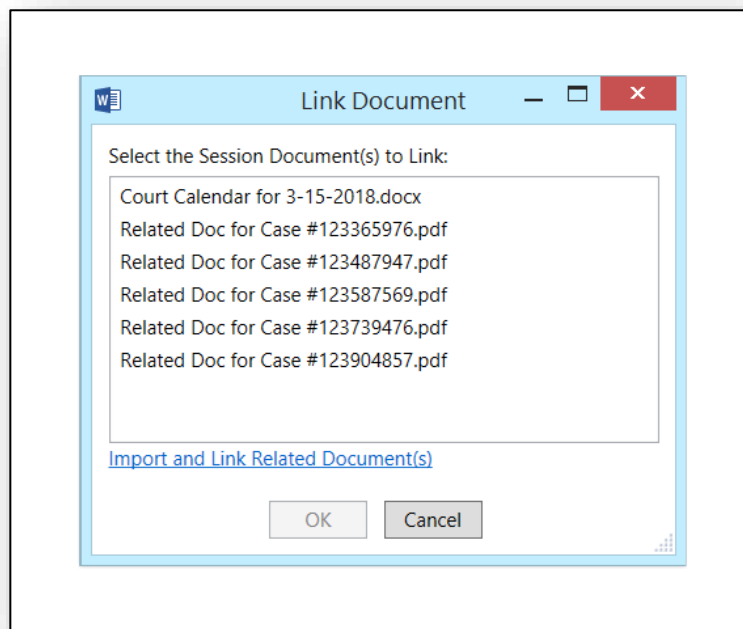 Link Document
Select the Session Document(s) to Link:
Court Calendar for 3-15-2018.docx
Related Doc for Case #123365976.pdf
Related Doc for Case #123487947.pdf
Related Doc for Case #123587569.pdf
Related Doc for Case #123739476.pdf
Related Doc for Case #123904857.pdf
Import and Link Related Document(s)
OK Cancel